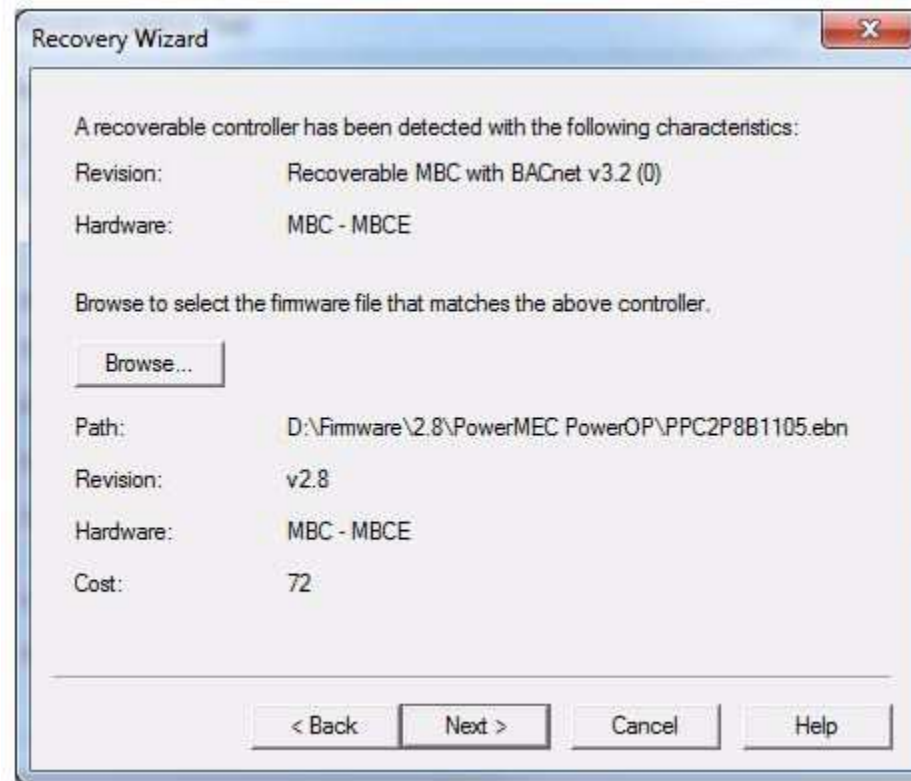 Recovery Wizard
A recoverable controller has been detected with the following characteristics:
Revision: Recoverable MBC with BACnet v3.2 (0)
Hardware: MBC - MBCE
Browse to select the firmware file that matches the above controller.
Browse...
Path: D:\Firmware\2.8\PowerMEC PowerOP\PPC2P8B1105.ebn
Revision: v2.8
Hardware: MBC - MBCE
Cost: 72
< Back Next > Cancel Help